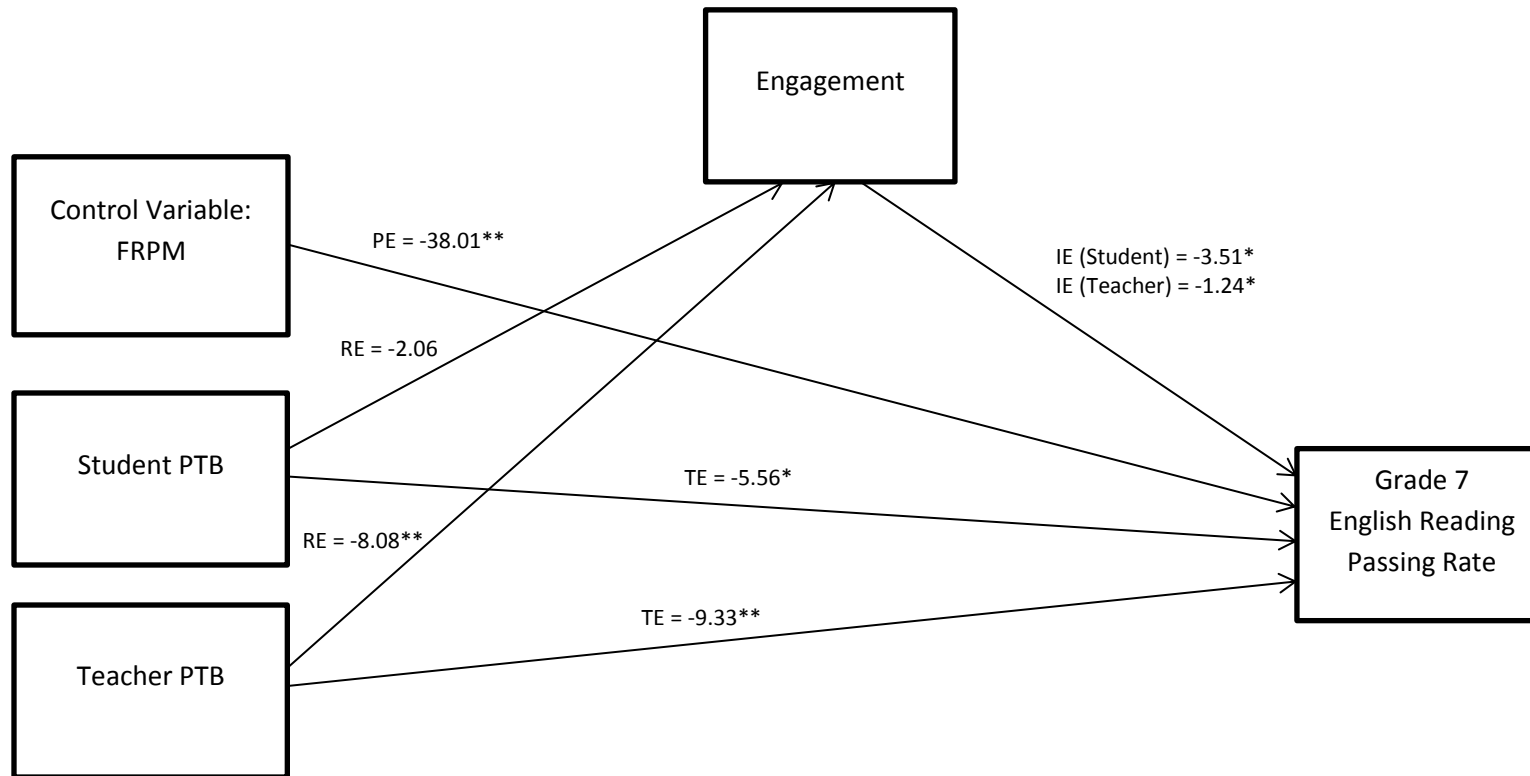 Engagement
Control Variable:
FRPM
PE = -38.01**
IE (Student) = -3.51*
IE (Teacher) = -1.24*
RE = -2.06
Student PTB
TE = -5.56*
Grade 7
English Reading
Passing Rate
RE = -8.08**
TE = -9.33**
Teacher PTB